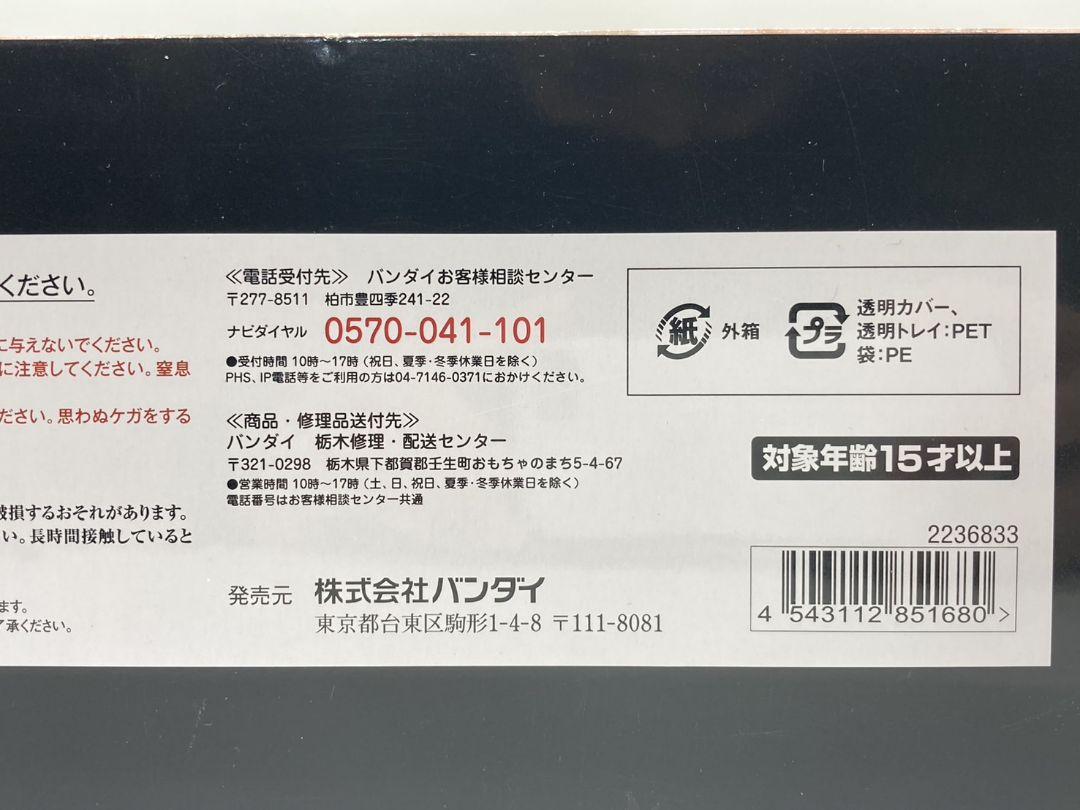 ください。
に与えないでください。
に注意してください。窒息
ださい。思わぬケガをする
破損するおそれがあります。
い。長時間接触していると
ます。
了承ください。
≪電話受付先≫ バンダイお客様相談センター
〒277-8511 柏市豊四季241-22
ナビダイヤル 0570-041-101
●受付時間 10時〜17時(祝日、夏季・冬季休業日を除く)
PHS、IP電話等をご利用の方は04-7146-0371におかけください。
≪商品・修理品送付先≫
バンダイ 栃木修理・配送センター
〒321-0298 栃木県下都賀郡壬生町おもちゃのまち5-4-67
●営業時間 10時〜17時(土、日、祝日、夏季・冬季休業日を除く)
電話番号はお客様相談センター共通
発売元 株式会社バンダイ
東京都台東区駒形1-4-8 〒111-8081
紙 外箱
プラ 透明カバー、
透明トレイ:PET
袋:PE
対象年齢15才以上
2236833
4 543112 851680 >